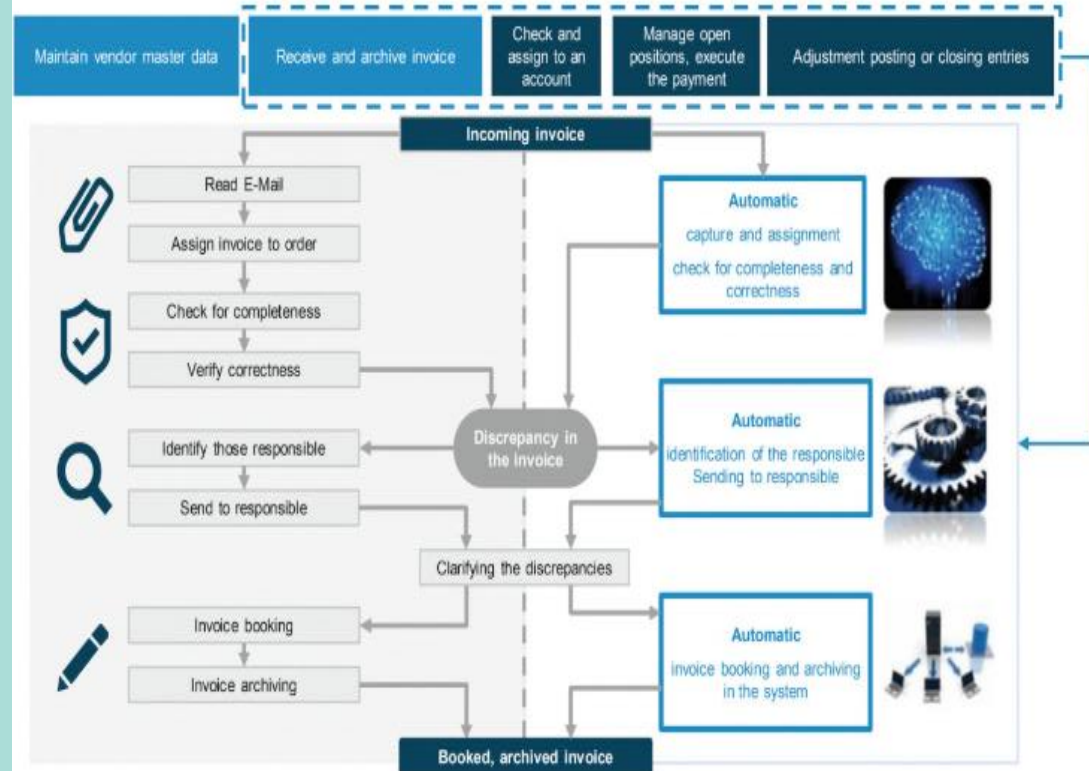 Maintain vendor master data
Receive and archive invoice
Check and
assign to an
account
Manage open
positions, execute
the payment
Adjustment posting or closing entries
Incoming invoice
Read E-Mail
Assign invoice to order
Check for completeness
Verify correctness
Automatic
capture and assignment
check for completeness and
correctness
Discrepancy in
the invoice
Identify those responsible
Send to responsible
Automatic
identification of the responsible
Sending to responsible
Clarifying the discrepancies
Invoice booking
Invoice archiving
Automatic
invoice booking and archiving
in the system
Booked, archived invoice